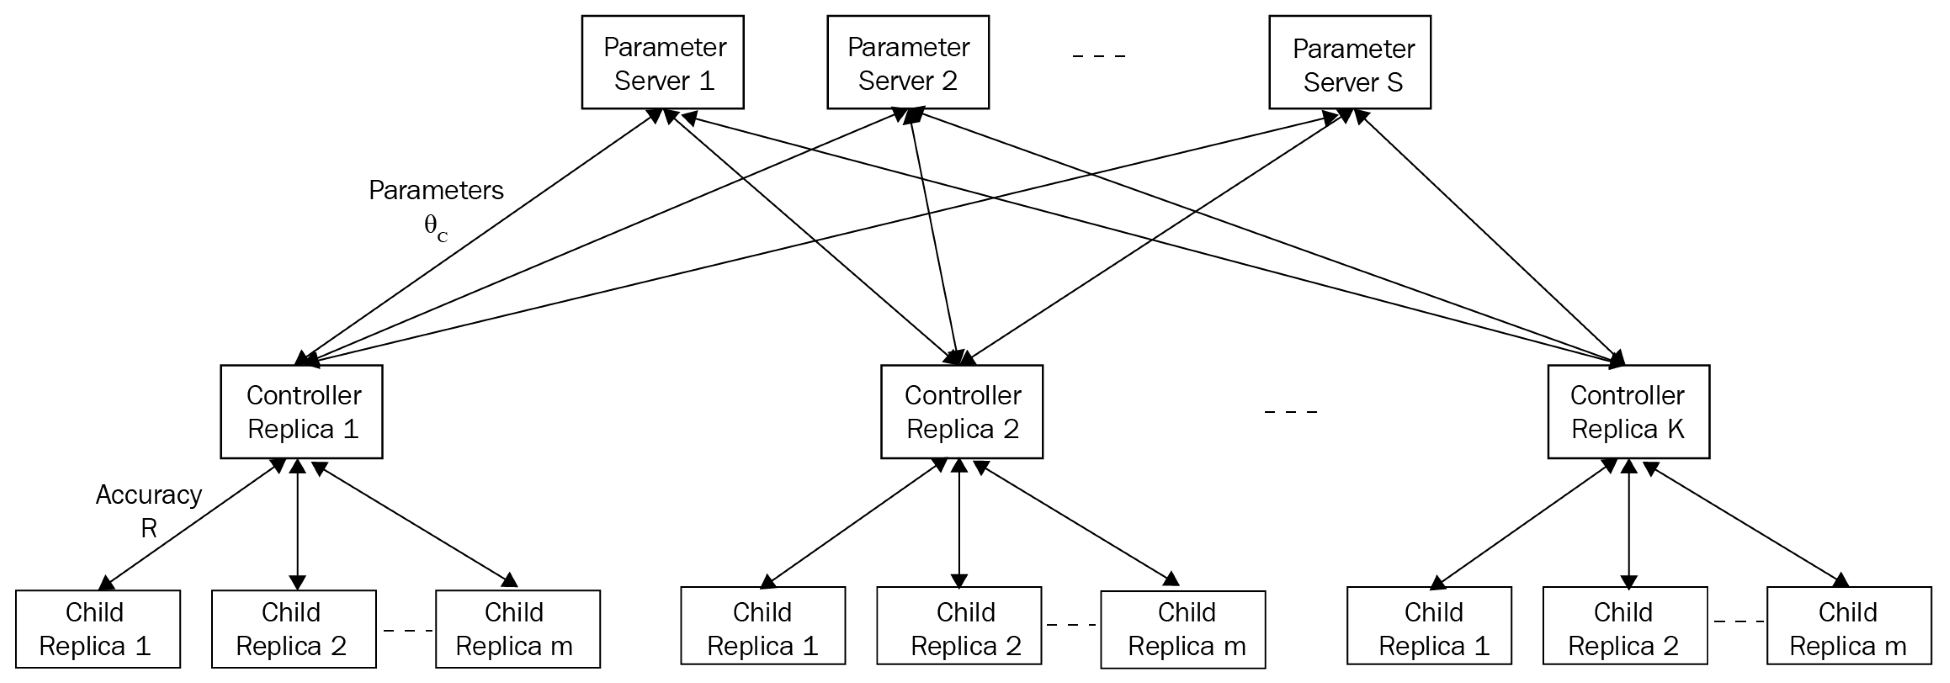 Parameter
Server 1
Parameter
Server 2
Parameter
Server S
Parameters
θc
Controller
Replica 1
Controller
Replica 2
Controller
Replica K
Accuracy
R
Child
Replica 1
Child
Replica 2
Child
Replica m
Child
Replica 1
Child
Replica 2
Child
Replica m
Child
Replica 1
Child
Replica 2
Child
Replica m